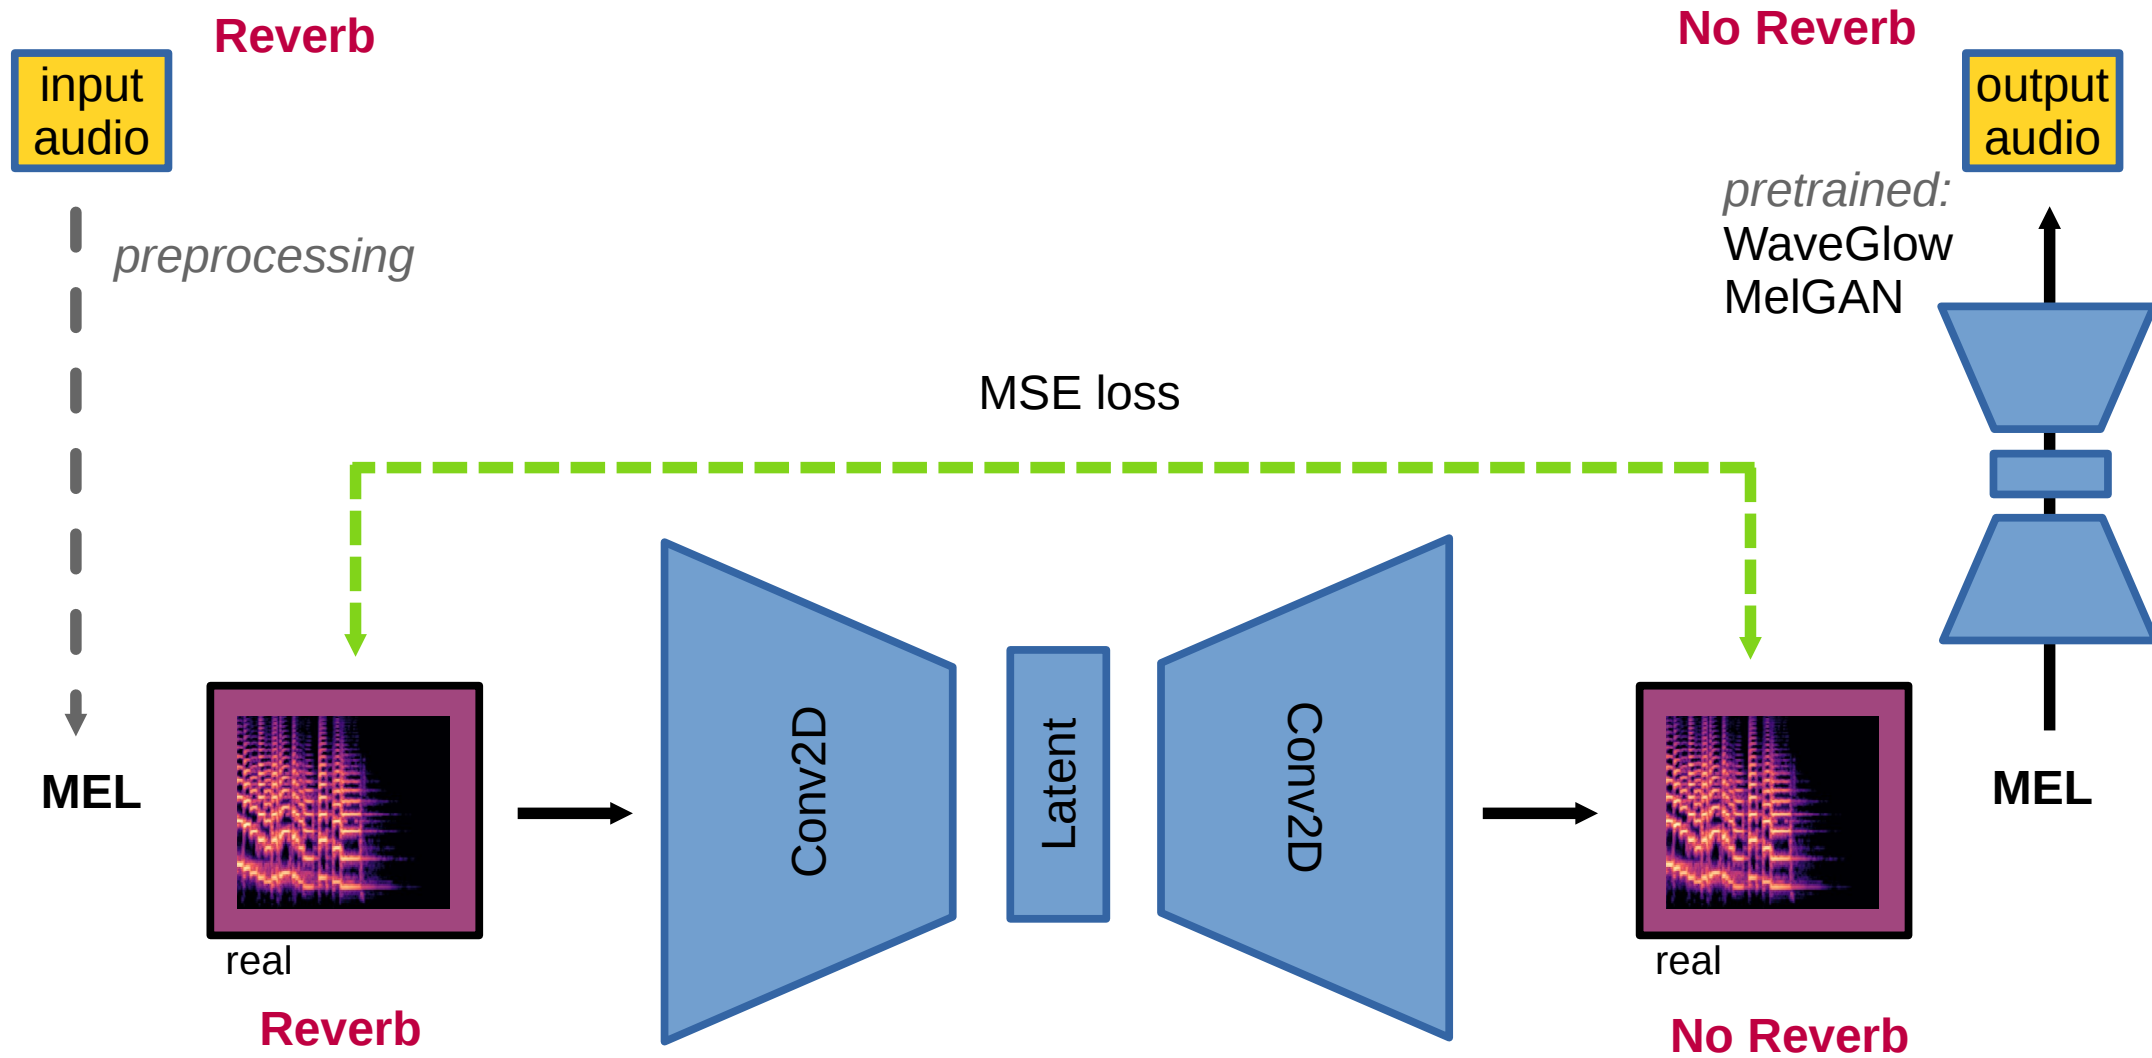 Reverb
No Reverb
input
audio
output
audio
pretrained:
WaveGlow
MelGAN
preprocessing
MSE loss
MEL
Conv2D
Latent
Conv2D
MEL
real
real
Reverb
No Reverb